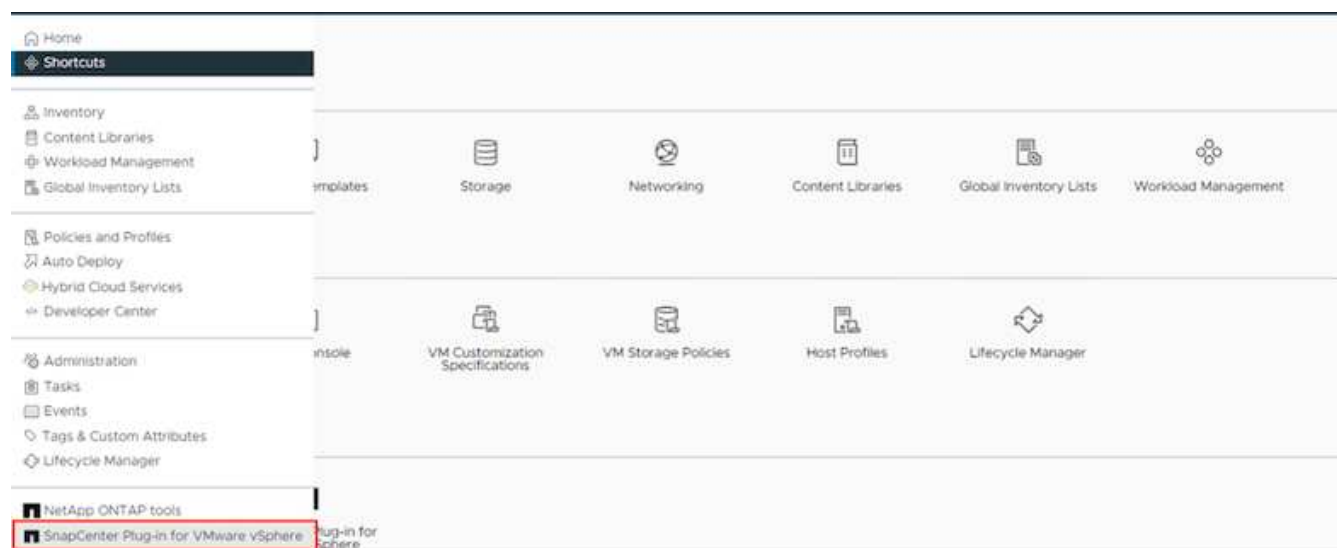 Home
Shortcuts
Inventory
Content Libraries
Workload Management
Global Inventory Lists
Policies and Profiles
Auto Deploy
Hybrid Cloud Services
Developer Center
Administration
Tasks
Events
Tags & Custom Attributes
Lifecycle Manager
NetApp ONTAP tools
SnapCenter Plug-in for VMware vSphere
emplates
Storage
Networking
Content Libraries
Global Inventory Lists
Workload Management
nsole
VM Customization
Specifications
VM Storage Policies
Host Profiles
Lifecycle Manager
Plug-in for
Sphere